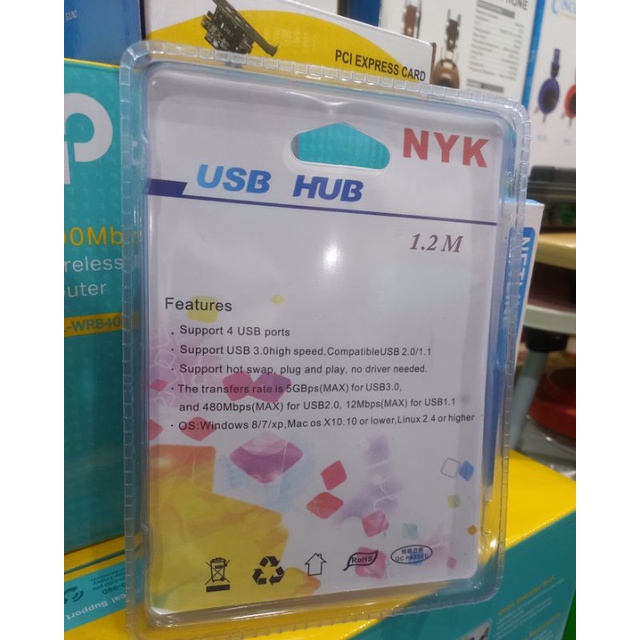 PCI EXPRESS CARD
NYK
USB HUB
1.2 M
Features
· Support 4 USB ports
· Support USB 3.0high speed,CompatibleUSB 2.0/1.1
· Support hot swap, plug and play, no driver needed.
· The transfers rate is 5GBps(MAX) for USB3.0,
and 480Mbps(MAX) for USB2.0, 12Mbps(MAX) for USB1.1
· OS:Windows 8/7/xp,Mac os X10.10 or lower,Linux 2.4 or higher
RoHS
QC PASSED